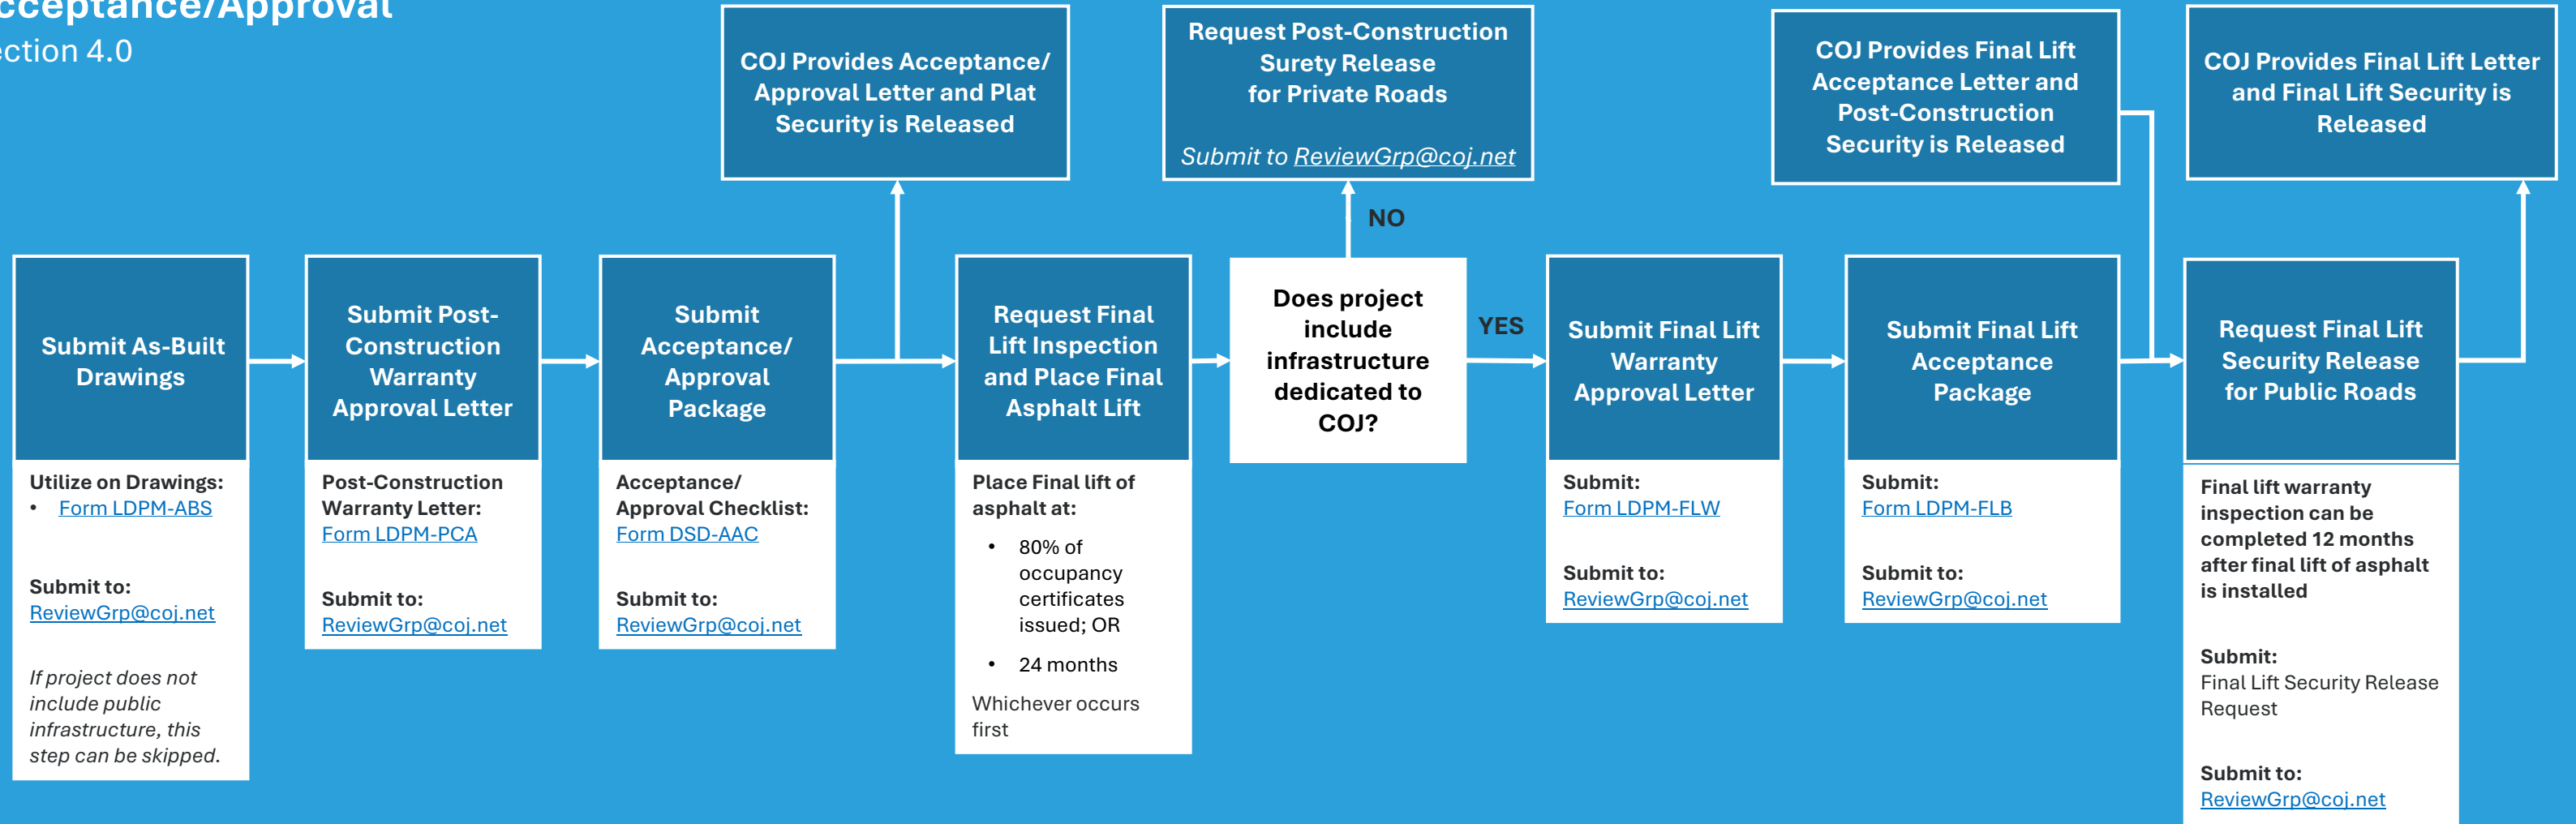 cceptance/Approval
ection 4.0
COJ Provides Acceptance/
Approval Letter and Plat
Security is Released
Request Post-Construction
Surety Release
for Private Roads
Submit to ReviewGrp@coj.net
COJ Provides Final Lift
Acceptance Letter and
Post-Construction
Security is Released
COJ Provides Final Lift Letter
and Final Lift Security is
Released
NO
Submit As-Built
Drawings
Utilize on Drawings:
• Form LDPM-ABS
Submit to:
ReviewGrp@coj.net
If project does not
include public
infrastructure, this
step can be skipped.
Submit Post-
Construction
Warranty
Approval Letter
Post-Construction
Warranty Letter:
Form LDPM-PCA
Submit to:
ReviewGrp@coj.net
Submit
Acceptance/
Approval
Package
Acceptance/
Approval Checklist:
Form DSD-AAC
Submit to:
ReviewGrp@coj.net
Request Final
Lift Inspection
and Place Final
Asphalt Lift
Place Final lift of
asphalt at:
• 80% of
occupancy
certificates
issued; OR
• 24 months
Whichever occurs
first
Does project
include
infrastructure
dedicated to
COJ?
YES
Submit Final Lift
Warranty
Approval Letter
Submit:
Form LDPM-FLW
Submit to:
ReviewGrp@coj.net
Submit Final Lift
Acceptance
Package
Submit:
Form LDPM-FLB
Submit to:
ReviewGrp@coj.net
Request Final Lift
Security Release
for Public Roads
Final lift warranty
inspection can be
completed 12 months
after final lift of asphalt
is installed
Submit:
Final Lift Security Release
Request
Submit to:
ReviewGrp@coj.net